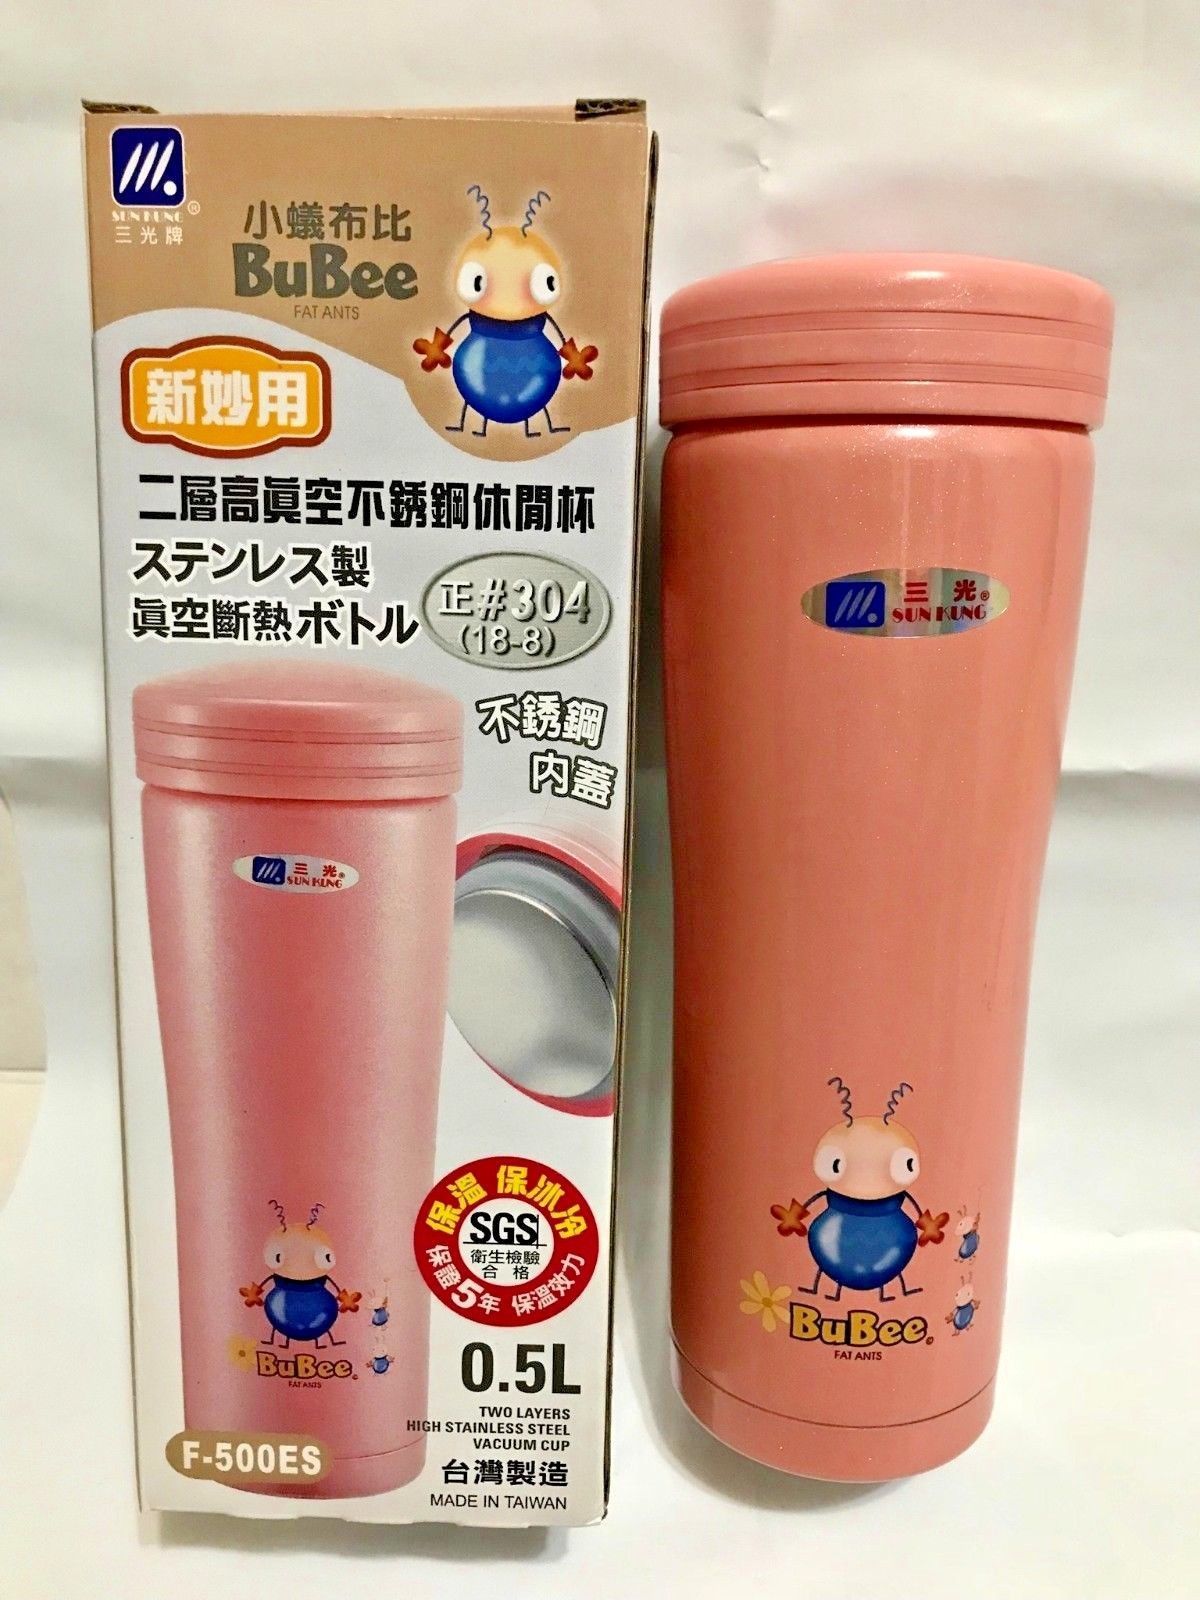 SUN KUNG®
三光牌
小蟻布比
BuBee
FAT ANTS
新妙用
二層高眞空不銹鋼休閒杯
ステンレス製
眞空斷熱ボトル
正#304
(18-8)
不銹鋼
內蓋
三光®
SUN KUNG
保溫 保冰冷
SGS
衛生檢驗
合格
保證5年 保溫效力
BuBee©
FAT ANTS
0.5L
TWO LAYERS
HIGH STAINLESS STEEL
VACUUM CUP
F-500ES
台灣製造
MADE IN TAIWAN
三光®
SUN KUNG
BuBee©
FAT ANTS